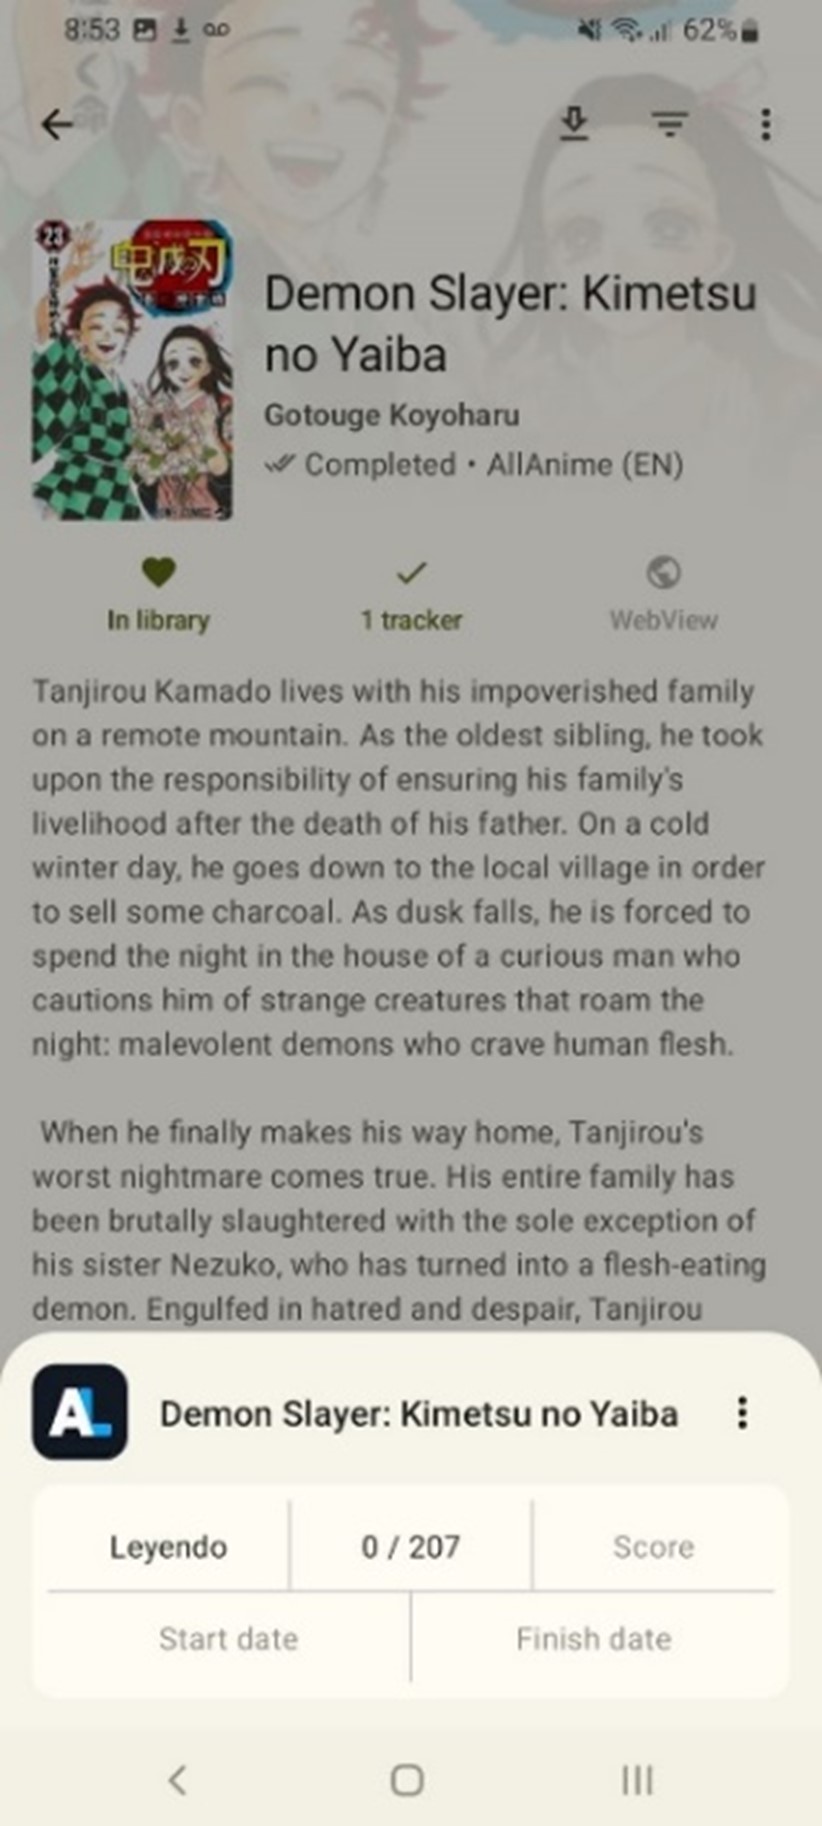 8:53
62%
23
Demon Slayer: Kimetsu
no Yaiba
Gotouge Koyoharu
Completed • AllAnime (EN)
In library
1 tracker
WebView
Tanjirou Kamado lives with his impoverished family
on a remote mountain. As the oldest sibling, he took
upon the responsibility of ensuring his family's
livelihood after the death of his father. On a cold
winter day, he goes down to the local village in order
to sell some charcoal. As dusk falls, he is forced to
spend the night in the house of a curious man who
cautions him of strange creatures that roam the
night: malevolent demons who crave human flesh.
When he finally makes his way home, Tanjirou's
worst nightmare comes true. His entire family has
been brutally slaughtered with the sole exception of
his sister Nezuko, who has turned into a flesh-eating
demon. Engulfed in hatred and despair, Tanjirou
AL
Demon Slayer: Kimetsu no Yaiba
Leyendo
0 / 207
Score
Start date
Finish date